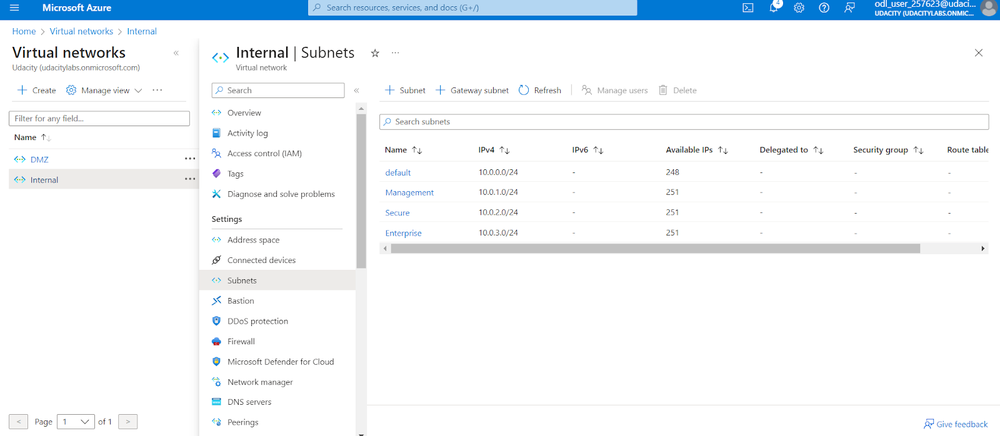 Microsoft Azure
Search resources, services, and docs (G+/)
4
odl_user_257623@udaci...
UDACITY (UDACITYLABS.ONMIC...
Home > Virtual networks > Internal
Virtual networks
Udacity (udacitylabs.onmicrosoft.com)
Create Manage view ...
Filter for any field...
Name
DMZ
Internal
< Page 1 of 1 >
Internal | Subnets
Virtual network
Search
Overview
Activity log
Access control (IAM)
Tags
Diagnose and solve problems
Settings
Address space
Connected devices
Subnets
Bastion
DDoS protection
Firewall
Microsoft Defender for Cloud
Network manager
DNS servers
Peerings
+ Subnet + Gateway subnet Refresh Manage users Delete
Search subnets
Name IPv4 IPv6 Available IPs Delegated to Security group Route table
default 10.0.0.0/24 - 248 - - -
Management 10.0.1.0/24 - 251 - - -
Secure 10.0.2.0/24 - 251 - - -
Enterprise 10.0.3.0/24 - 251 - - -
Give feedback